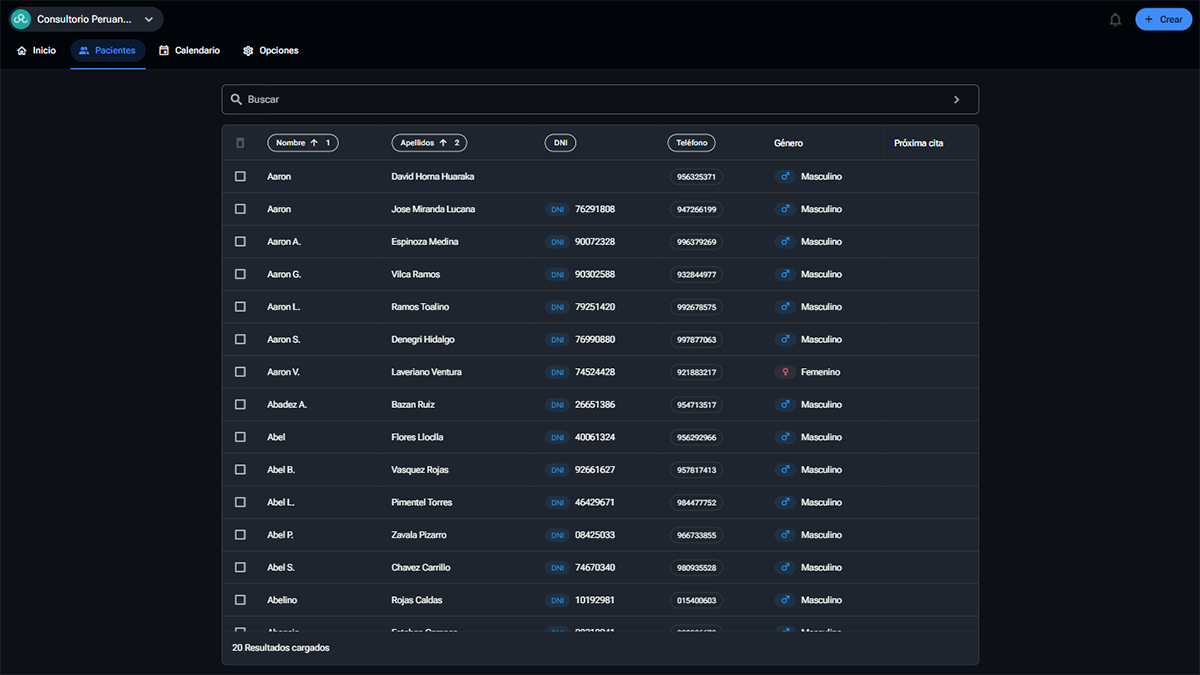 Consultorio Peruan...
Crear
Inicio Pacientes Calendario Opciones
Buscar
Nombre 1 Apellidos 2 DNI Teléfono Género Próxima cita
Aaron David Horna Huaraka 956325371 Masculino
Aaron Jose Miranda Lucana DNI 76291808 947266199 Masculino
Aaron A. Espinoza Medina DNI 90072328 996379269 Masculino
Aaron G. Vilca Ramos DNI 90302588 932844977 Masculino
Aaron L. Ramos Toalino DNI 79251420 992678575 Masculino
Aaron S. Denegri Hidalgo DNI 76990880 997877063 Masculino
Aaron V. Laveriano Ventura DNI 74524428 921883217 Femenino
Abadez A. Bazan Ruiz DNI 26651386 954713517 Masculino
Abel Flores Lloclla DNI 40061324 956292966 Masculino
Abel B. Vasquez Rojas DNI 92661627 957817413 Masculino
Abel L. Pimentel Torres DNI 46429671 984477752 Masculino
Abel P. Zavala Pizarro DNI 08425033 966733855 Masculino
Abel S. Chavez Carrillo DNI 74670340 980935528 Masculino
Abelino Rojas Caldas DNI 10192981 015400603 Masculino
Masculino
20 Resultados cargados